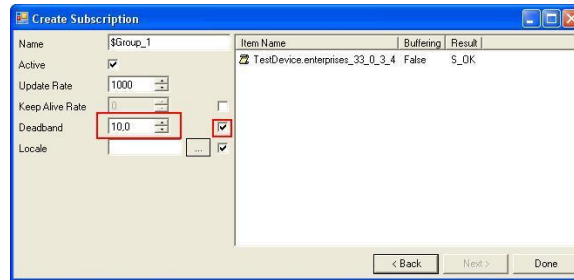 Create Subscription
Name $Group_1
Active
Update Rate 1000
Keep Alive Rate 0
Deadband 10,0
Locale ...
Item Name Buffering Result
TestDevice.enterprises_33_0_3_4 False S_OK
< Back Next > Done